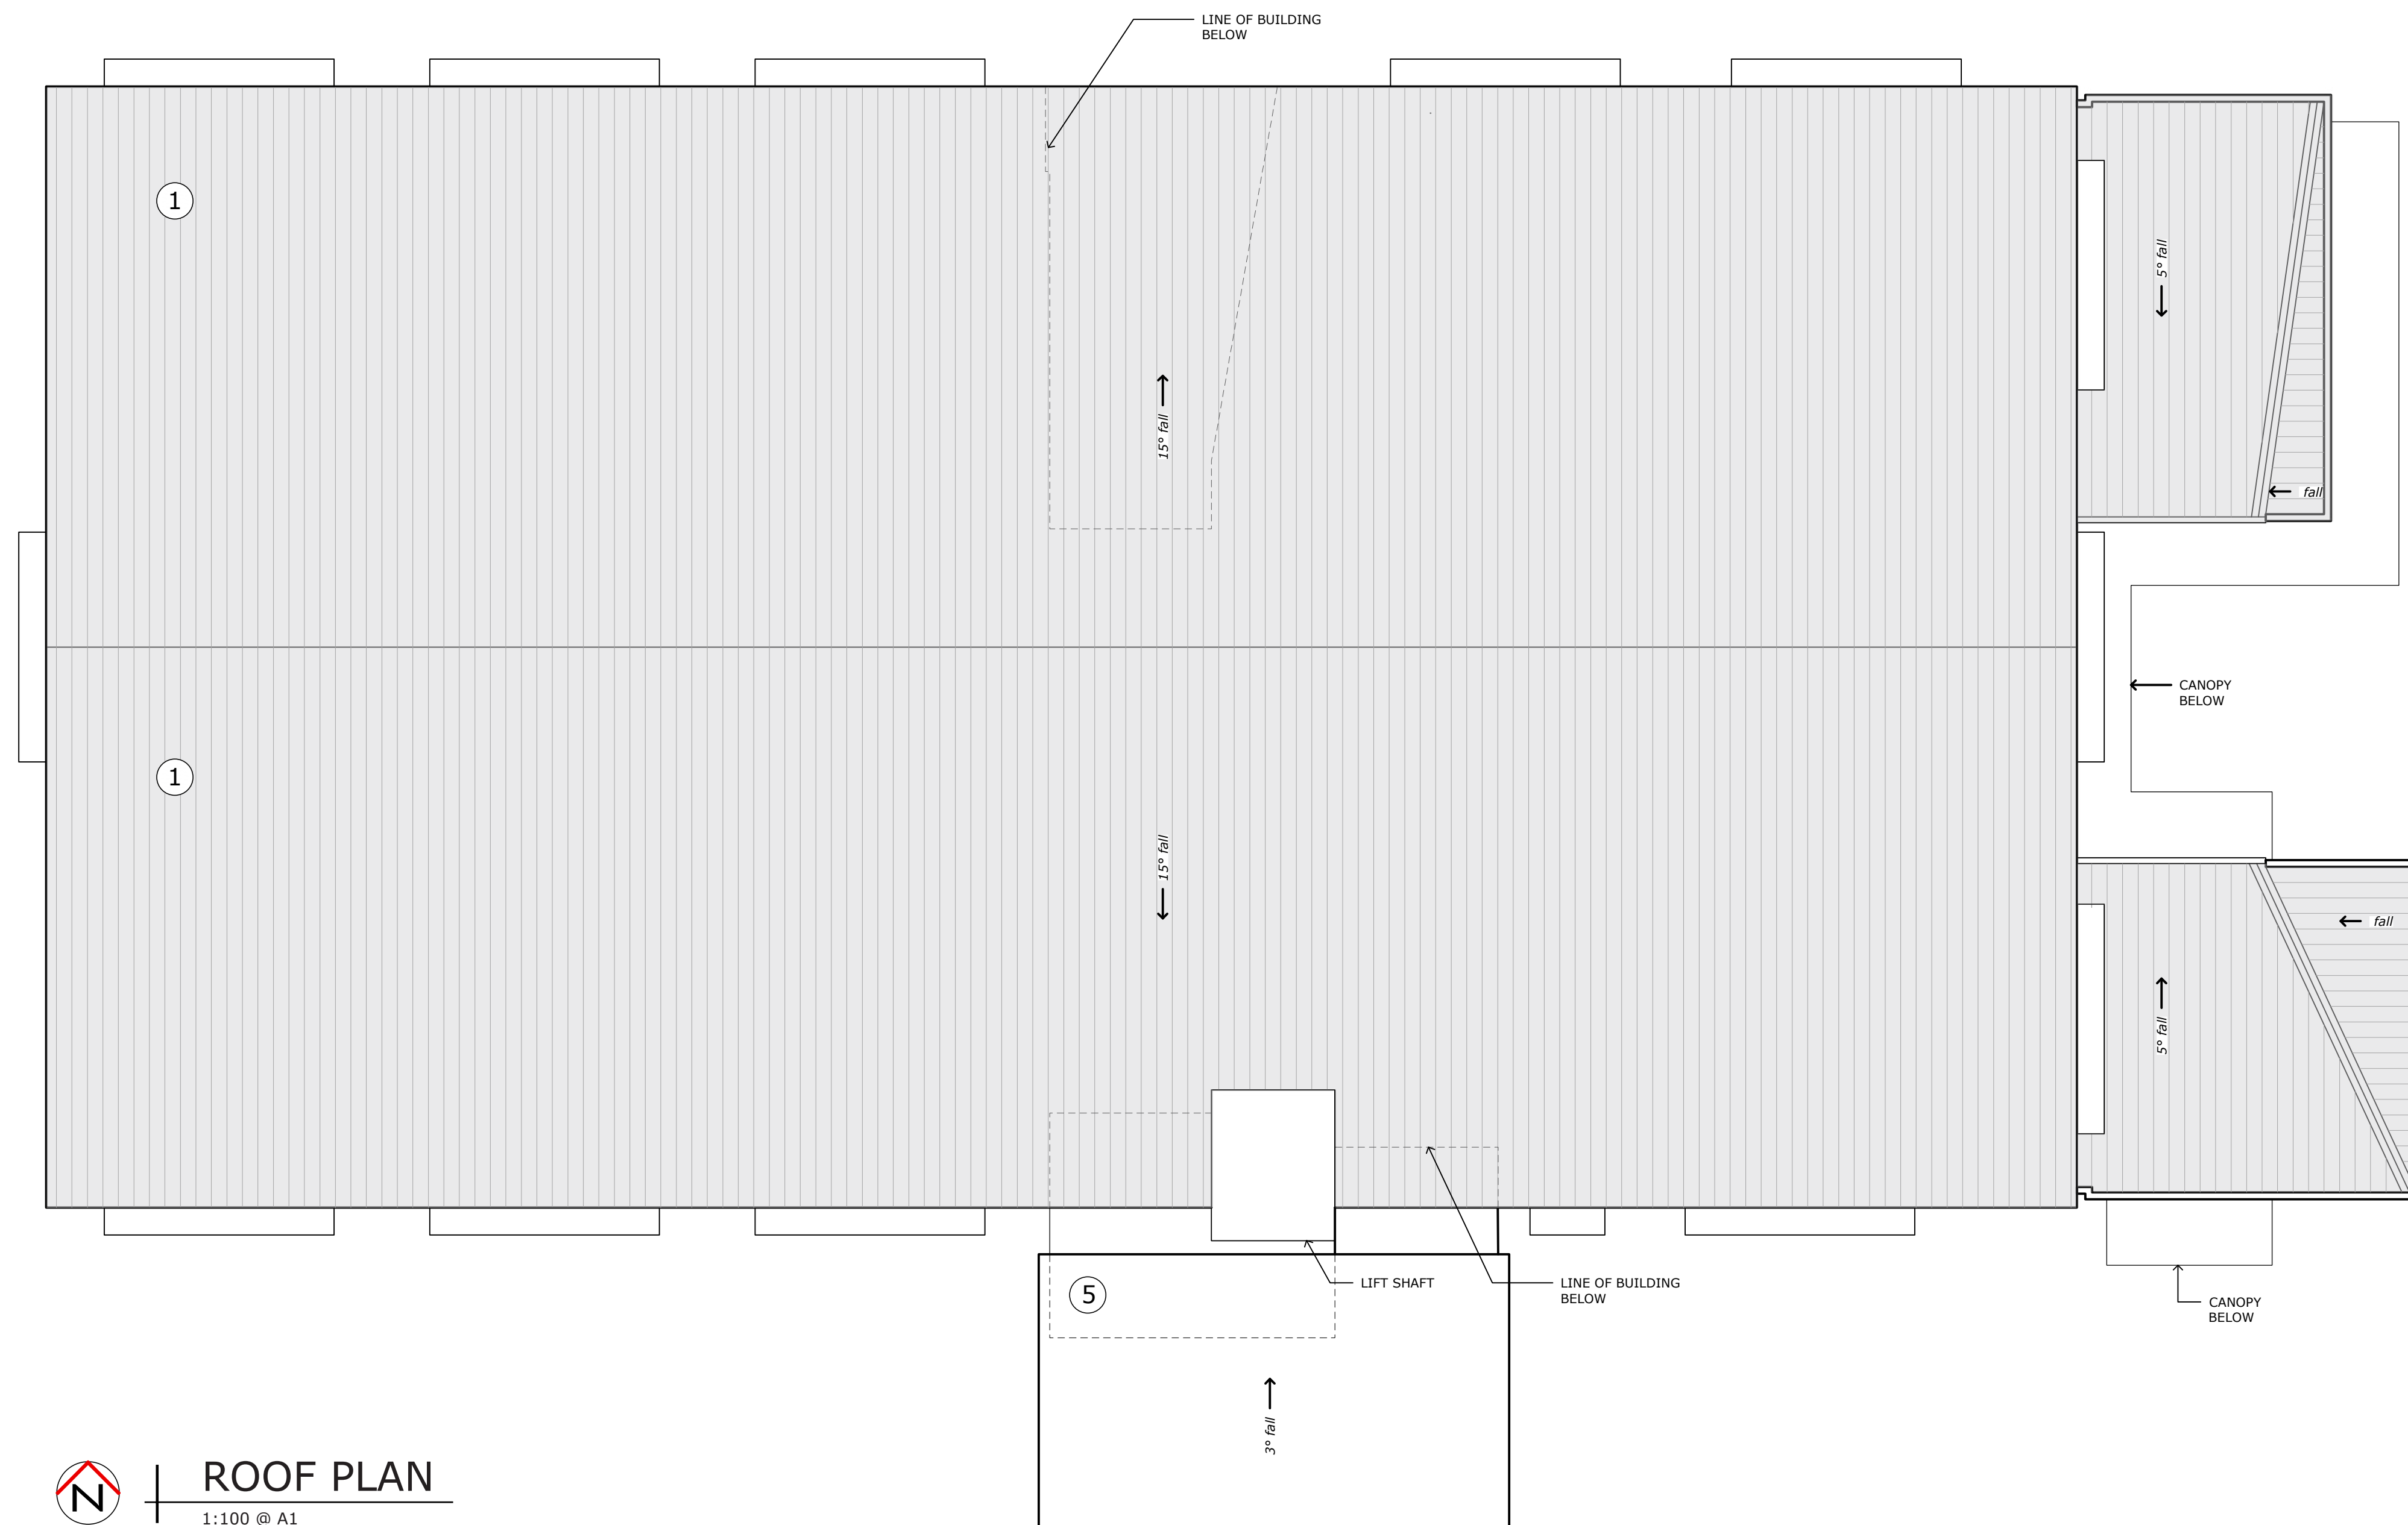 LINE OF BUILDING
BELOW
1
5° fall
15° fall
fall
CANOPY
BELOW
1
15° fall
fall
5° fall
LIFT SHAFT
LINE OF BUILDING
BELOW
5
CANOPY
BELOW
3° fall
N
ROOF PLAN
1:100 @ A1